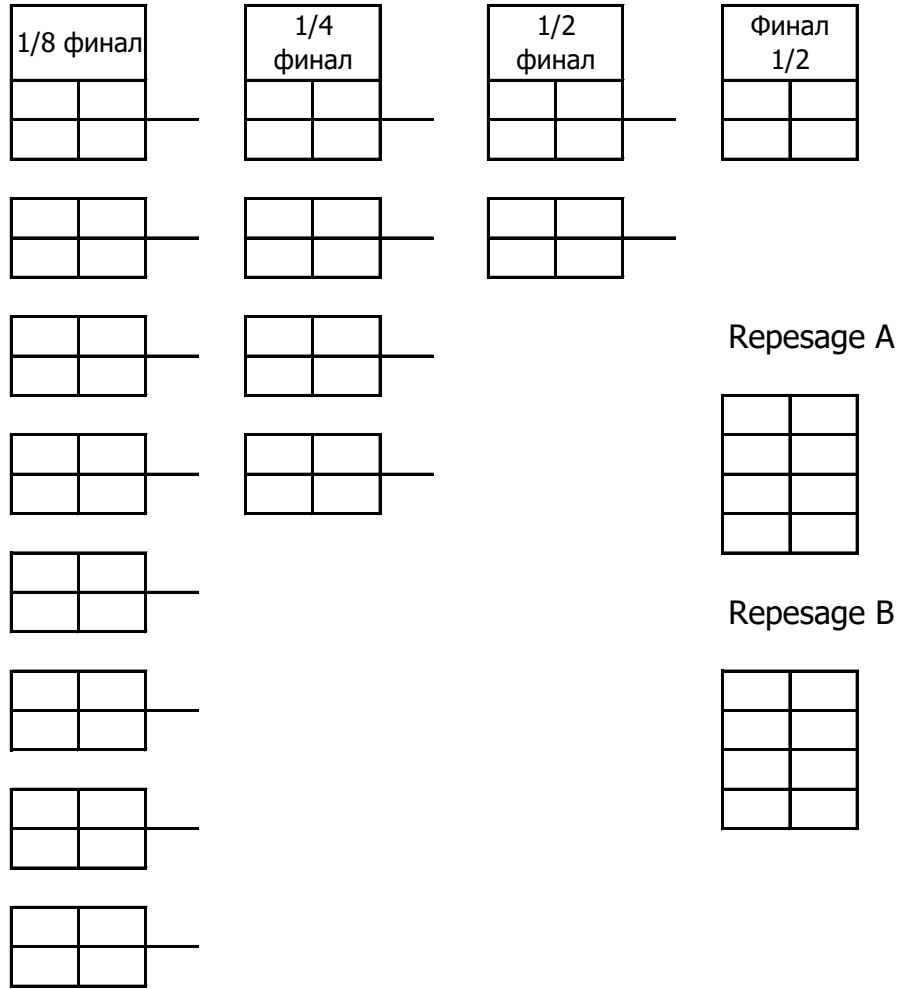 1/8 финал
1/4
финал
1/2
финал
Финал
1/2
Repesage A
Repesage B